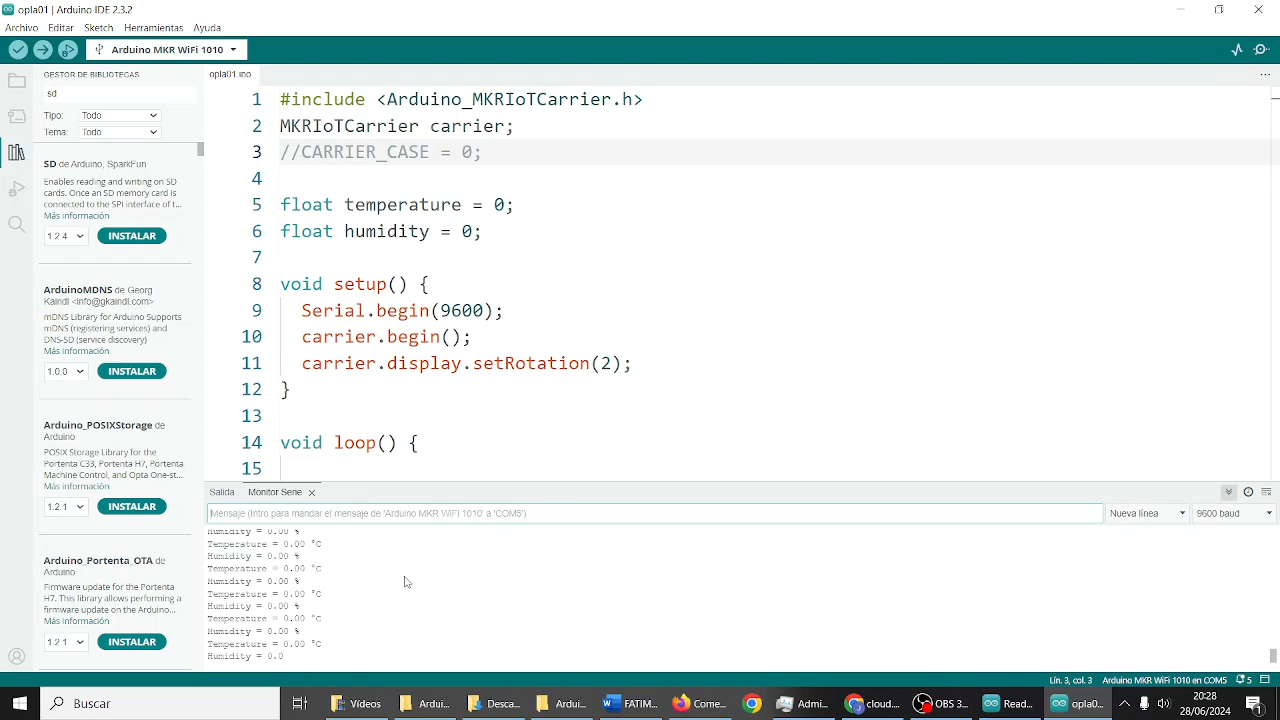 opla01 | Arduino IDE 2.3.2
Archivo Editar Sketch Herramientas Ayuda
Arduino MKR WiFi 1010
GESTOR DE BIBLIOTECAS
sd
Tipo: Todo
Tema: Todo
SD de Arduino, SparkFun
Enables reading and writing on SD
cards. Once an SD memory card is
connected to the SPI interface of t...
Más información
1.2.4 INSTALAR
ArduinoMDNS de Georg
Kaindl <info@gkaindl.com>
mDNS Library for Arduino Supports
mDNS (registering services) and
DNS-SD (service discovery)
Más información
1.0.0 INSTALAR
Arduino_POSIXStorage de
Arduino
POSIX Storage Library for the
Portenta C33, Portenta H7, Portenta
Machine Control, and Opta One-st...
Más información
1.2.1 INSTALAR
Arduino_Portenta_OTA de
Arduino
Firmware update for the Portenta
H7. This library allows performing a
firmware update on the Arduino...
Más información
1.2.1 INSTALAR
opla01.ino
1 #include <Arduino_MKRIoTCarrier.h>
2 MKRIoTCarrier carrier;
3 //CARRIER_CASE = 0;
4
5 float temperature = 0;
6 float humidity = 0;
7
8 void setup() {
9 Serial.begin(9600);
10 carrier.begin();
11 carrier.display.setRotation(2);
12 }
13
14 void loop() {
15
Salida Monitor Serie
Mensaje (Intro para mandar el mensaje de 'Arduino MKR WiFi 1010' a 'COM5')
Nueva línea 9600 baud
Humidity = 0.00 %
Temperature = 0.00 °C
Humidity = 0.00 %
Temperature = 0.00 °C
Humidity = 0.00 %
Temperature = 0.00 °C
Humidity = 0.00 %
Temperature = 0.00 °C
Humidity = 0.00 %
Temperature = 0.00 °C
Humidity = 0.0
Lín. 3, col. 3 Arduino MKR WiFi 1010 en COM5 5
Buscar
Vídeos
Ardui...
Desca...
Ardui...
FATIM...
Come...
Admi...
cloud...
OBS 3...
Read...
opla0...
20:28
28/06/2024